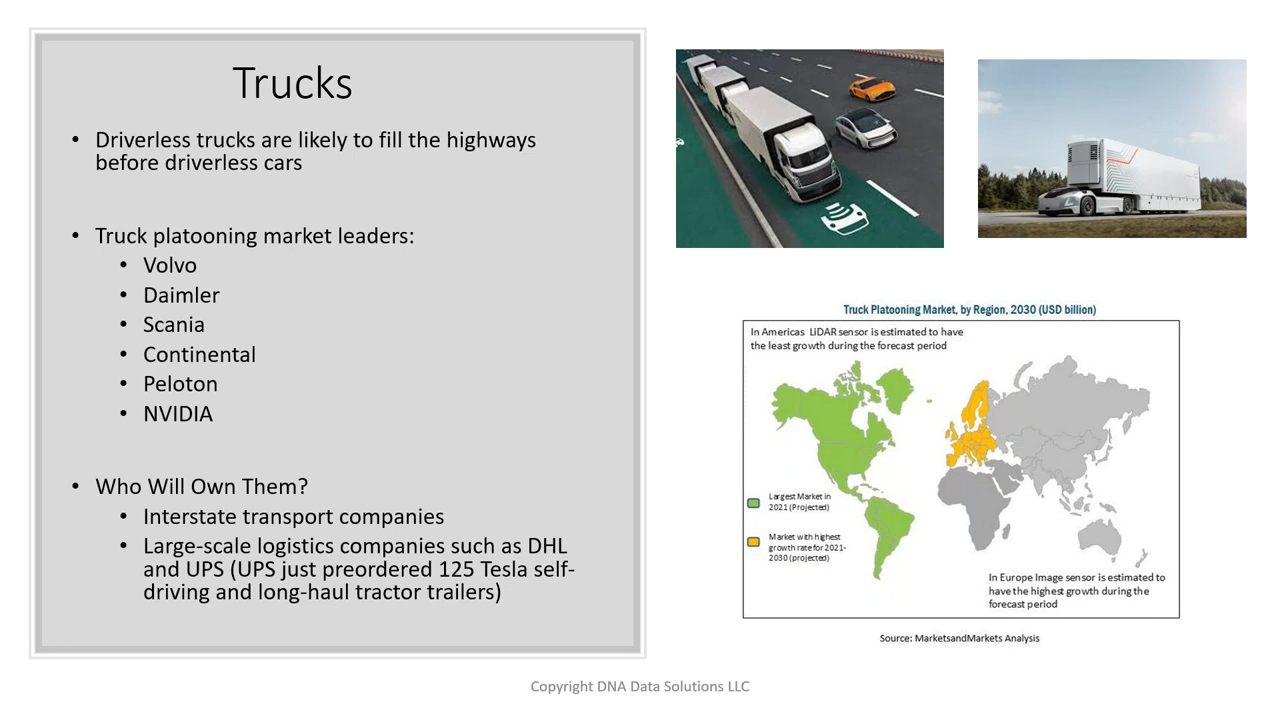 Trucks
• Driverless trucks are likely to fill the highways
before driverless cars
• Truck platooning market leaders:
• Volvo
• Daimler
• Scania
• Continental
• Peloton
• NVIDIA
• Who Will Own Them?
• Interstate transport companies
• Large-scale logistics companies such as DHL
and UPS (UPS just preordered 125 Tesla self-
driving and long-haul tractor trailers)
Truck Platooning Market, by Region, 2030 (USD billion)
In Americas LiDAR sensor is estimated to have
the least growth during the forecast period
Largest Market in
2021 (Projected)
Market with highest
growth rate for 2021-
2030 (projected)
In Europe Image sensor is estimated to
have the highest growth during the
forecast period
Source: MarketsandMarkets Analysis
Copyright DNA Data Solutions LLC